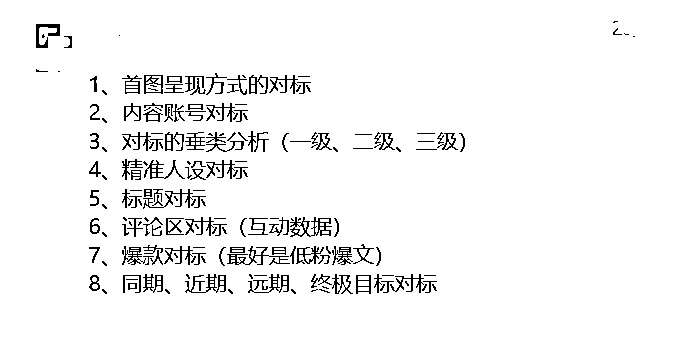 1、首图呈现方式的对标
2、内容账号对标
3、对标的垂类分析（一级、二级、三级）
4、精准人设对标
5、标题对标
6、评论区对标（互动数据）
7、爆款对标（最好是低粉爆文）
8、同期、近期、远期、终极目标对标